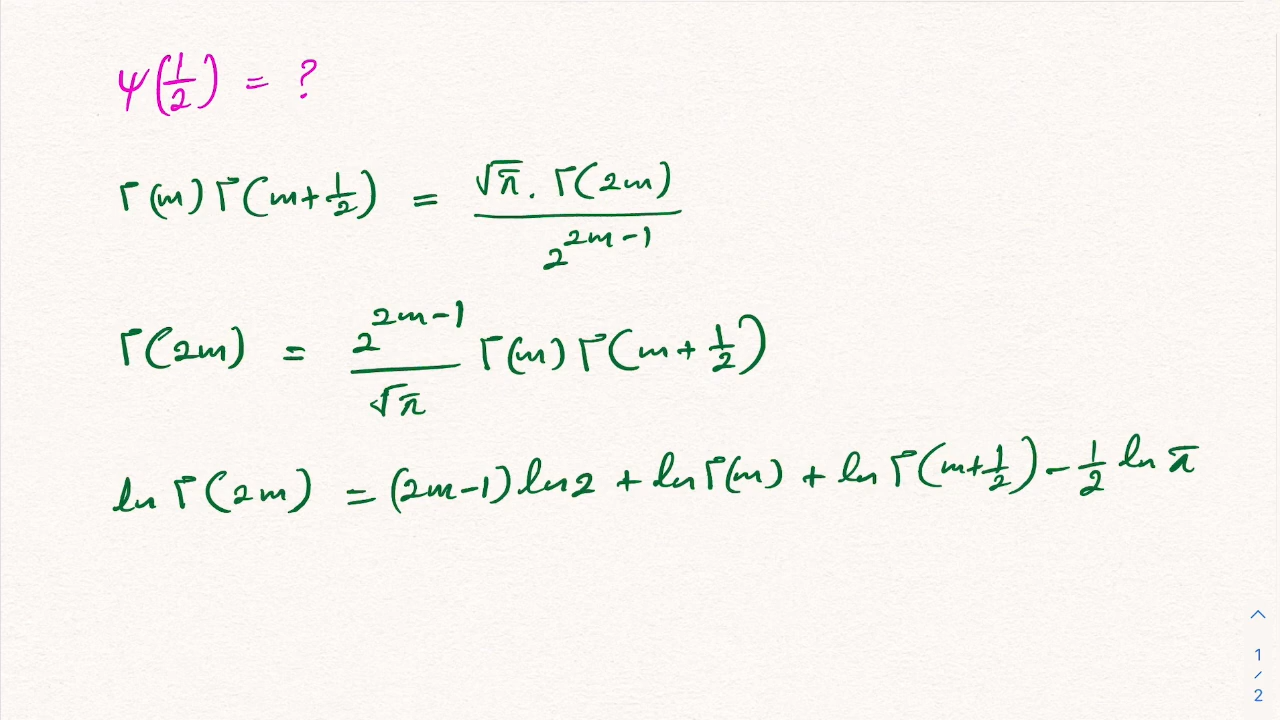 ψ(1/2) = ?
Γ(m)Γ(m+1/2) = √π . Γ(2m) / 2^(2m-1)
Γ(2m) = 2^(2m-1)/√π Γ(m)Γ(m+1/2)
ln Γ(2m) = (2m-1) ln 2 + ln Γ(m) + ln Γ(m+1/2) - 1/2 ln π
1
/
2